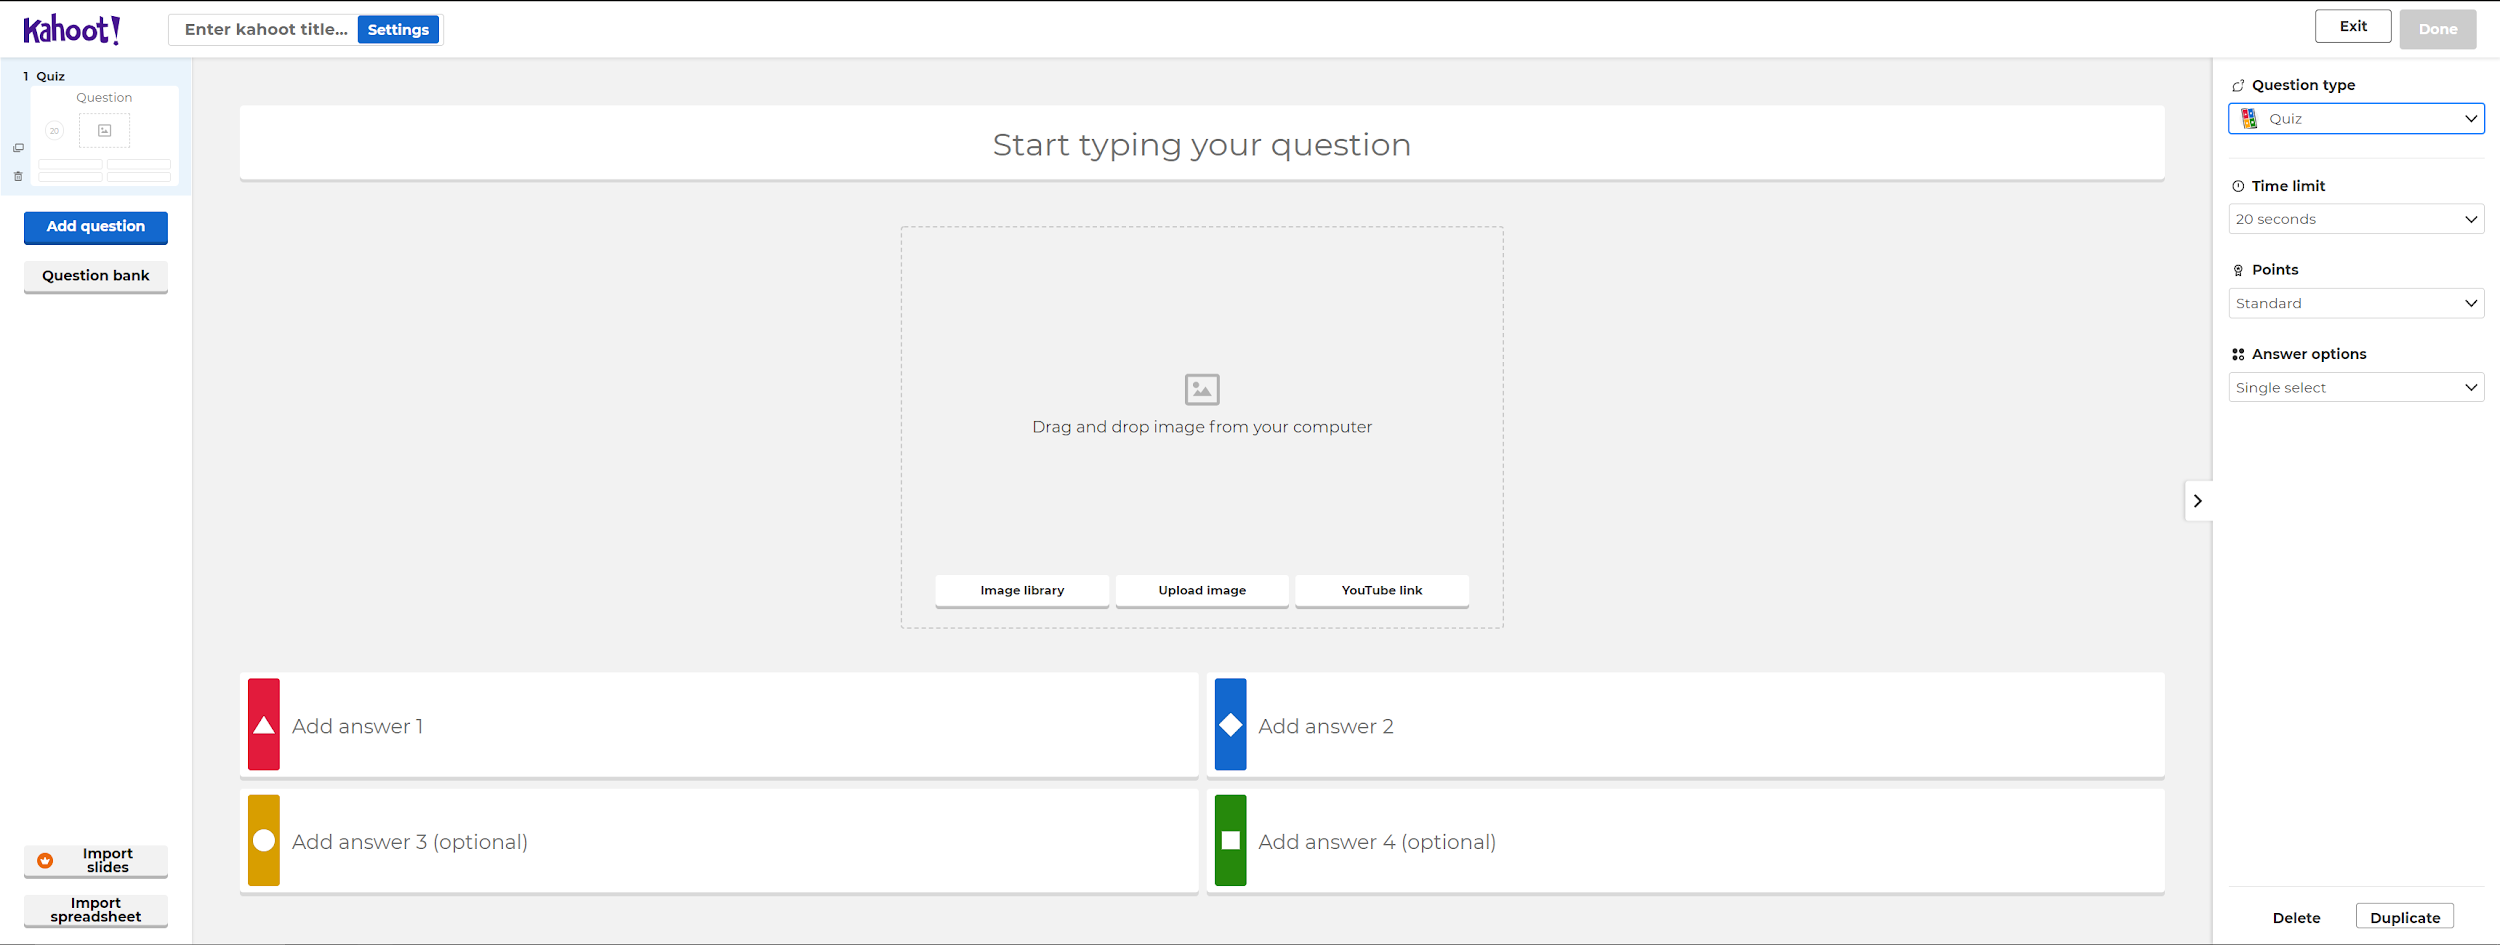 Kahoot!
Enter kahoot title...
Settings
Exit
Done
1 Quiz
Question
20
Add question
Question bank
Import
slides
Import
spreadsheet
Start typing your question
Drag and drop image from your computer
Image library
Upload image
YouTube link
Add answer 1
Add answer 2
Add answer 3 (optional)
Add answer 4 (optional)
Question type
Quiz
Time limit
20 seconds
Points
Standard
Answer options
Single select
Delete
Duplicate